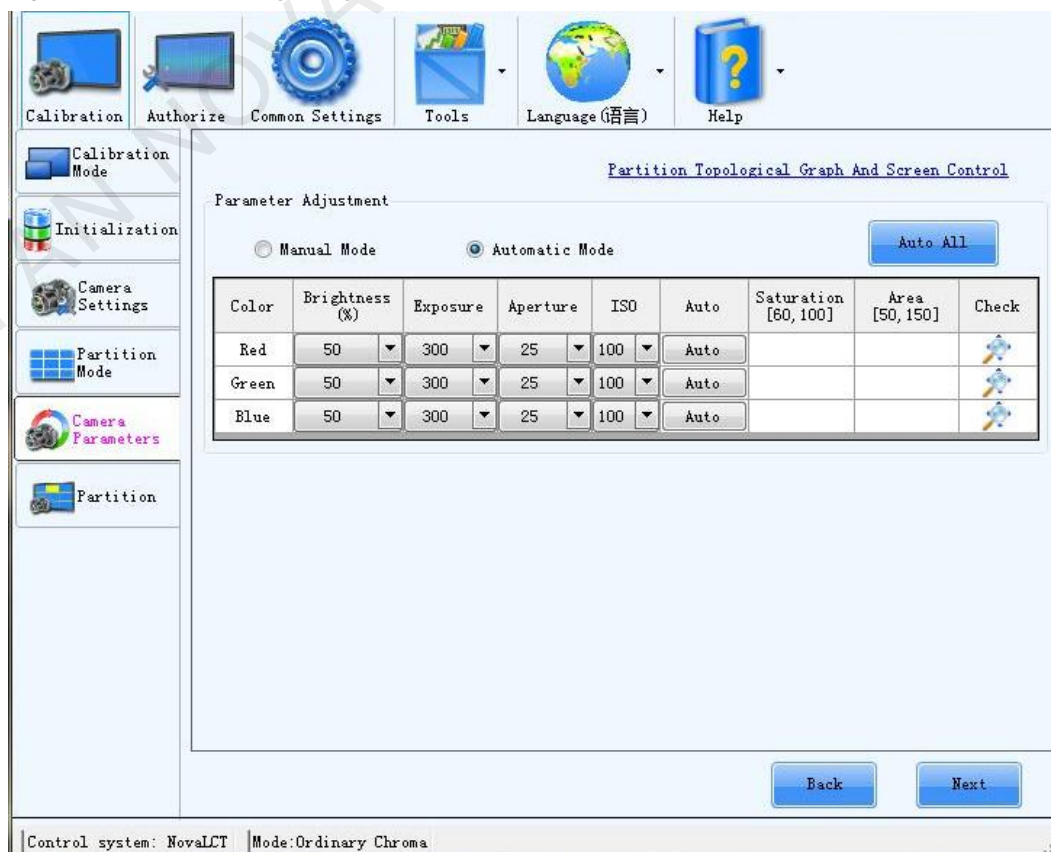 Calibration Authorize Common Settings Tools Language(语言) Help
Calibration
Mode
Initialization
Camera
Settings
Partition
Mode
Camera
Parameters
Partition
Partition Topological Graph And Screen Control
Parameter Adjustment
Manual Mode Automatic Mode Auto All
Color Brightness (%) Exposure Aperture ISO Auto Saturation [60, 100] Area [50, 150] Check
Red 50 300 25 100 Auto
Green 50 300 25 100 Auto
Blue 50 300 25 100 Auto
Back Next
Control system: NovaLCT Mode:Ordinary Chroma